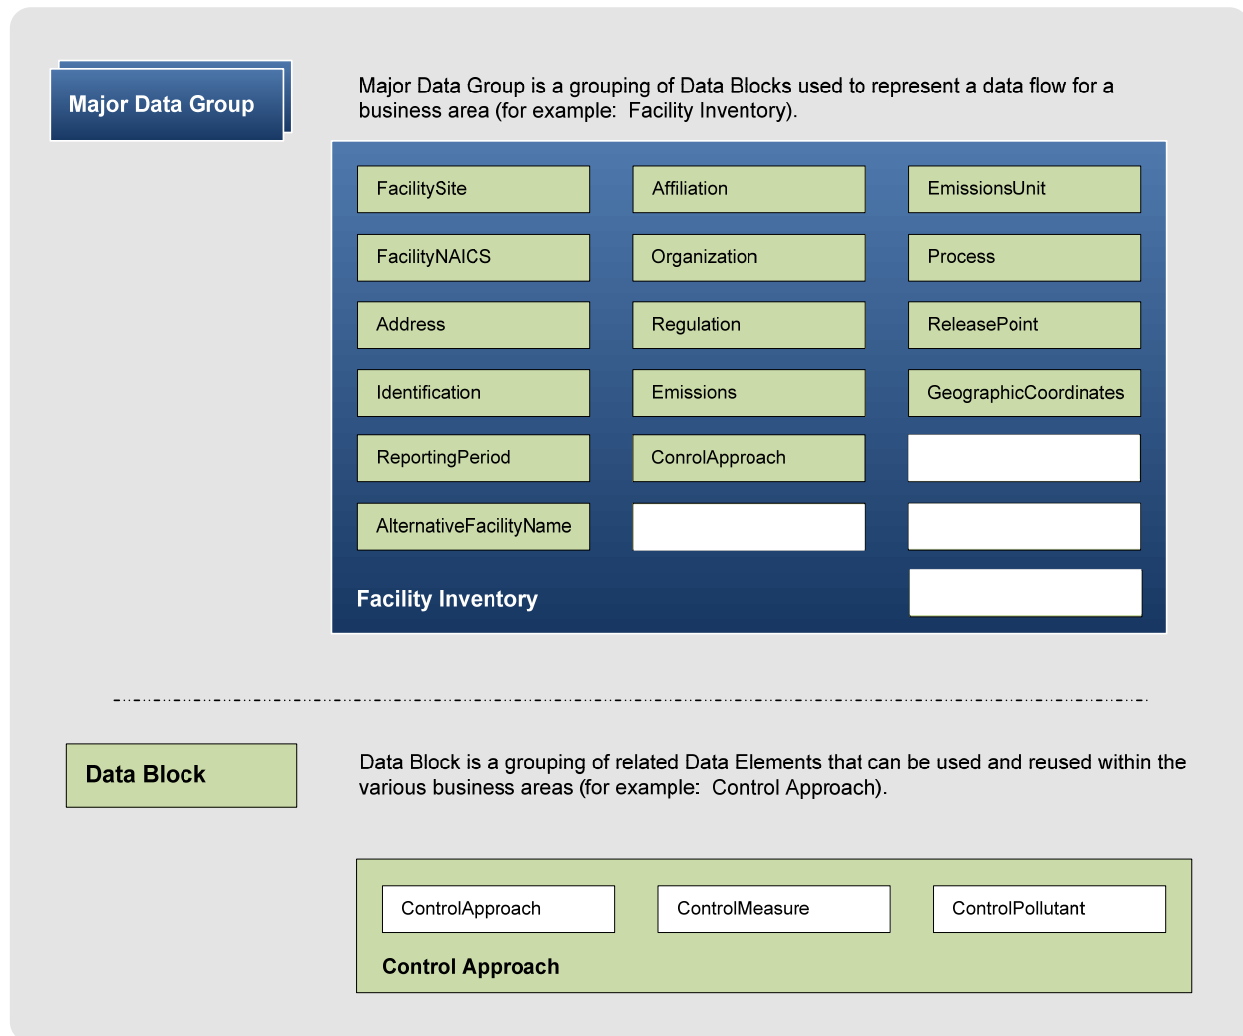 Major Data Group
Major Data Group is a grouping of Data Blocks used to represent a data flow for a
business area (for example:  Facility Inventory).
FacilitySite
Affiliation
EmissionsUnit
FacilityNAICS
Organization
Process
Address
Regulation
ReleasePoint
Identification
Emissions
GeographicCoordinates
ReportingPeriod
ConrolApproach
AlternativeFacilityName
Facility Inventory
Data Block
Data Block is a grouping of related Data Elements that can be used and reused within the
various business areas (for example:  Control Approach).
ControlApproach
ControlMeasure
ControlPollutant
Control Approach